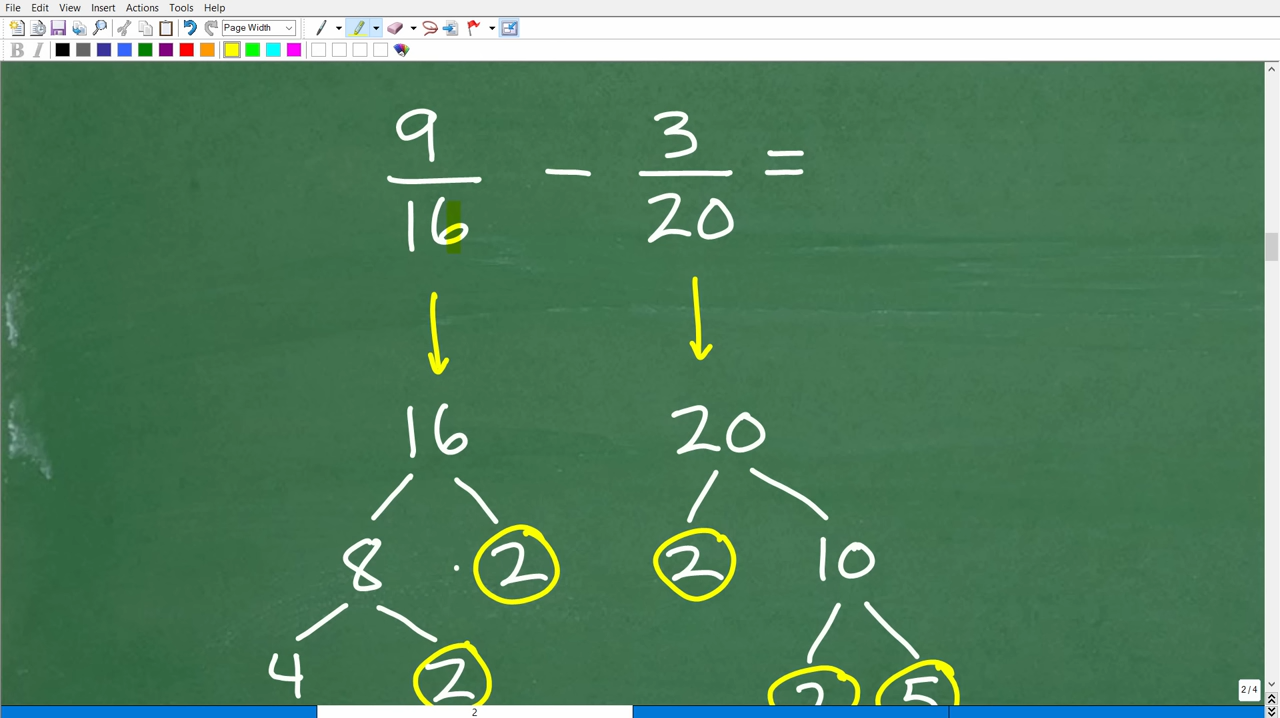 File Edit View Insert Actions Tools Help
Page Width
B I
9/16 - 3/20 =
16 20
8 · 2 2 10
4 2 2 5
2 / 4
2